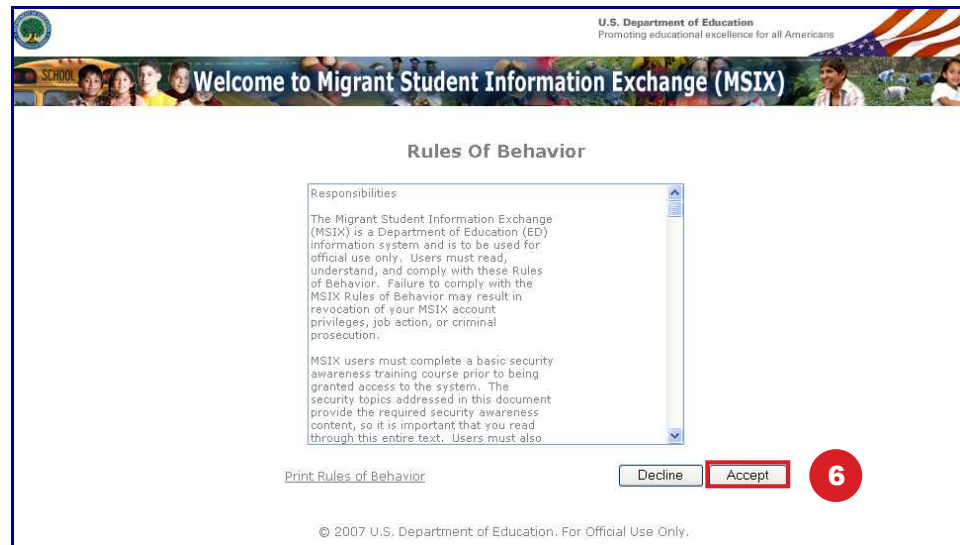 U.S. Department of Education
Promoting educational excellence for all Americans
SCHOOL
Welcome to Migrant Student Information Exchange (MSIX)
Rules Of Behavior
Responsibilities
The Migrant Student Information Exchange
(MSIX) is a Department of Education (ED)
information system and is to be used for
official use only. Users must read,
understand, and comply with these Rules
of Behavior. Failure to comply with the
MSIX Rules of Behavior may result in
revocation of your MSIX account
privileges, job action, or criminal
prosecution.
MSIX users must complete a basic security
awareness training course prior to being
granted access to the system. The
security topics addressed in this document
provide the required security awareness
content, so it is important that you read
through this entire text. Users must also
Print Rules of Behavior
Decline
Accept
6
© 2007 U.S. Department of Education. For Official Use Only.